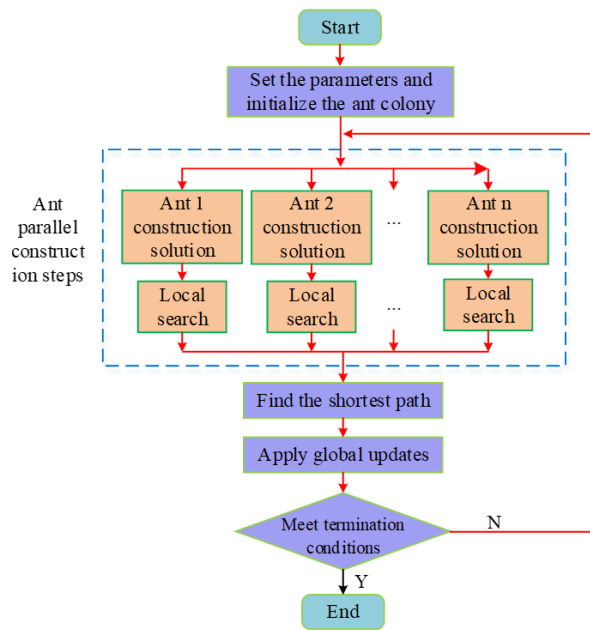 Start
Set the parameters and
initialize the ant colony
Ant
parallel
construct
ion steps
Ant 1
construction
solution
Ant 2
construction
solution
...
Ant n
construction
solution
Local
search
Local
search
...
Local
search
Find the shortest path
Apply global updates
Meet termination
conditions
N
Y
End